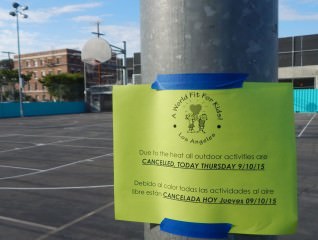 A World Fit For Kids!
Los Angeles
Due to the heat all outdoor activities are
CANCELLED TODAY THURSDAY 9/10/15
Debido al calor todas las actividades al aire
libre están CANCELADA HOY Jueves 09/10/15